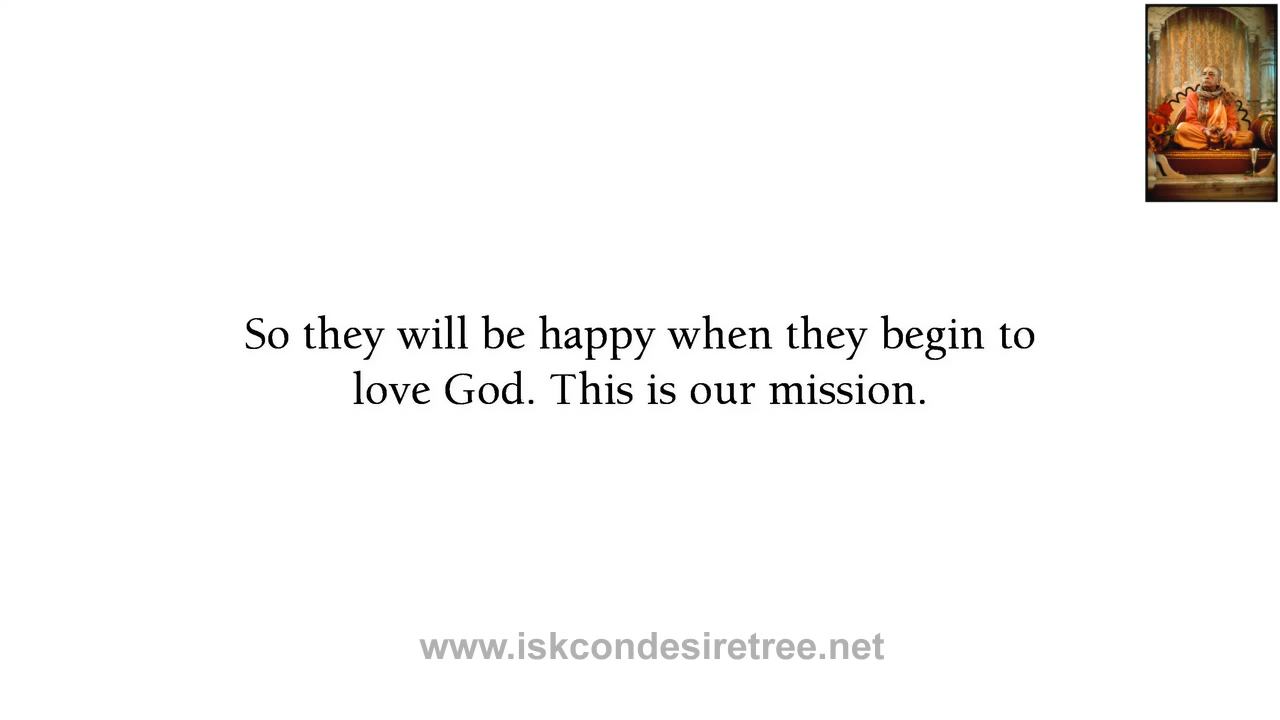 So they will be happy when they begin to
love God. This is our mission.
www.iskcondesiretree.net